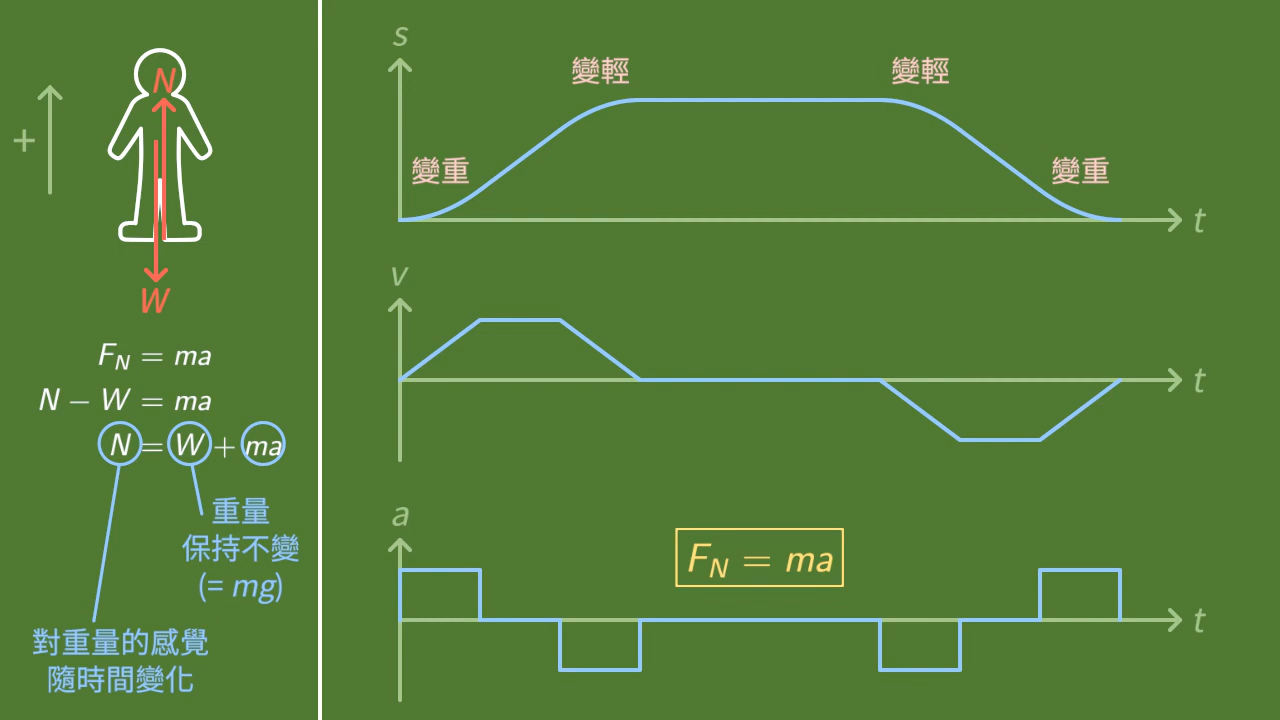 +
N
W
F_N = ma
N − W = ma
N = W + ma
重量
保持不變
(= mg)
對重量的感覺
隨時間變化
s
變輕
變輕
變重
變重
t
v
t
a
F_N = ma
t